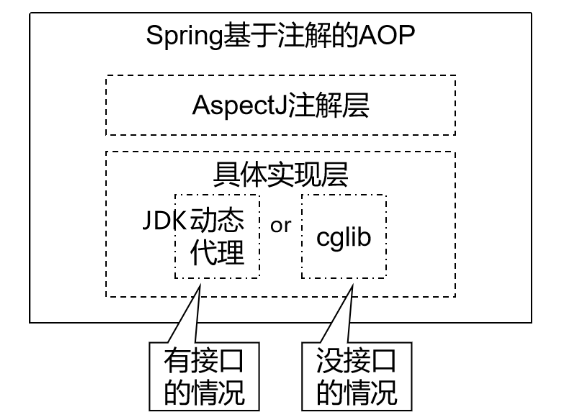 Spring基于注解的AOP
AspectJ注解层
具体实现层
JDK动态
代理
or
cglib
有接口
的情况
没接口
的情况